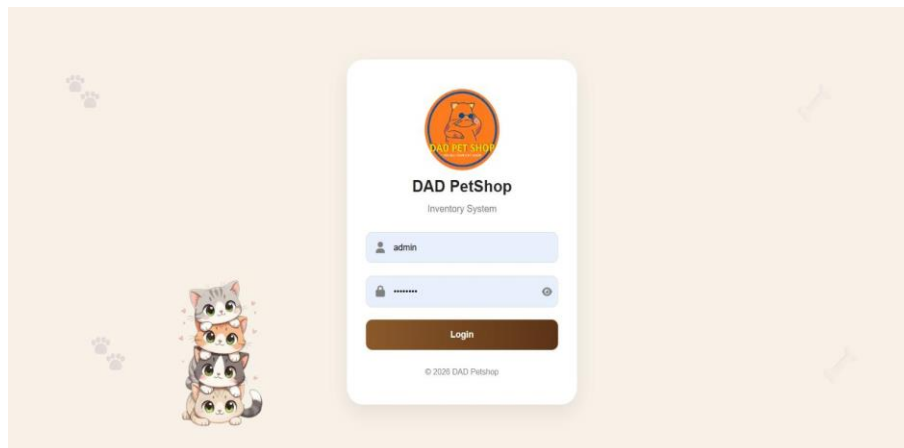 DAD PET SHOP
DAD PetShop
Inventory System
admin
••••••••
Login
© 2026 DAD Petshop